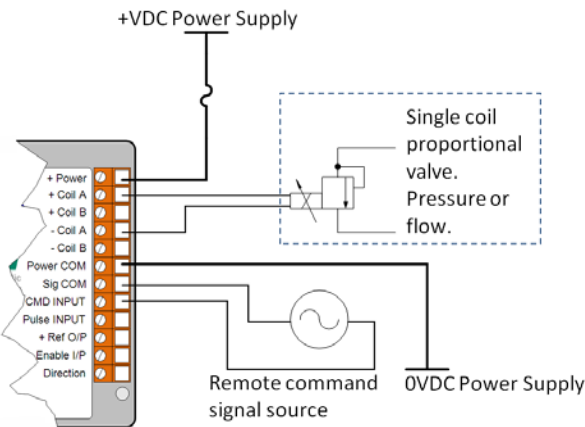 +VDC Power Supply
Single coil
proportional
valve.
Pressure or
flow.
+ Power
+ Coil A
+ Coil B
- Coil A
- Coil B
Power COM
Sig COM
CMD INPUT
Pulse INPUT
+ Ref O/P
Enable I/P
Direction
Remote command
signal source
0VDC Power Supply